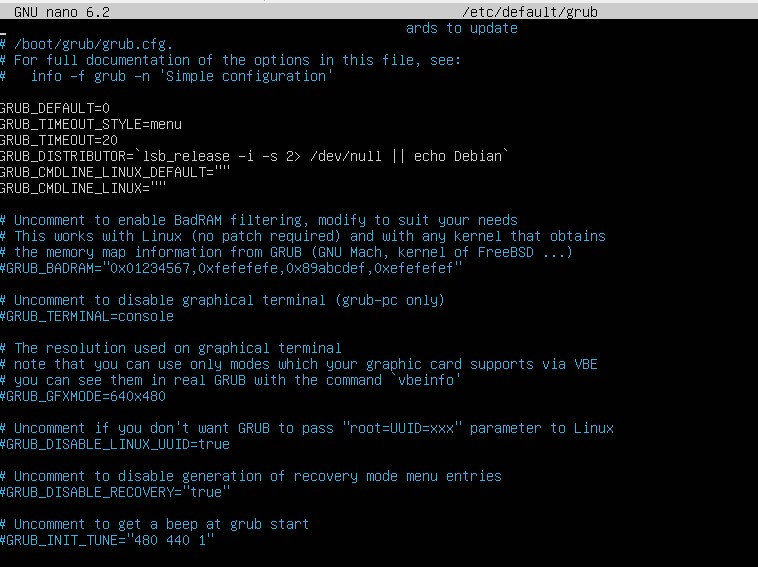 GNU nano 6.2 /etc/default/grub
ards to update
# /boot/grub/grub.cfg.
# For full documentation of the options in this file, see:
#   info -f grub -n 'Simple configuration'
GRUB_DEFAULT=0
GRUB_TIMEOUT_STYLE=menu
GRUB_TIMEOUT=20
GRUB_DISTRIBUTOR=`lsb_release -i -s 2> /dev/null || echo Debian`
GRUB_CMDLINE_LINUX_DEFAULT=""
GRUB_CMDLINE_LINUX=""
# Uncomment to enable BadRAM filtering, modify to suit your needs
# This works with Linux (no patch required) and with any kernel that obtains
# the memory map information from GRUB (GNU Mach, kernel of FreeBSD ...)
#GRUB_BADRAM="0x01234567,0xfefefefe,0x89abcdef,0xefefefef"
# Uncomment to disable graphical terminal (grub-pc only)
#GRUB_TERMINAL=console
# The resolution used on graphical terminal
# note that you can use only modes which your graphic card supports via VBE
# you can see them in real GRUB with the command `vbeinfo'
#GRUB_GFXMODE=640x480
# Uncomment if you don't want GRUB to pass "root=UUID=xxx" parameter to Linux
#GRUB_DISABLE_LINUX_UUID=true
# Uncomment to disable generation of recovery mode menu entries
#GRUB_DISABLE_RECOVERY="true"
# Uncomment to get a beep at grub start
#GRUB_INIT_TUNE="480 440 1"